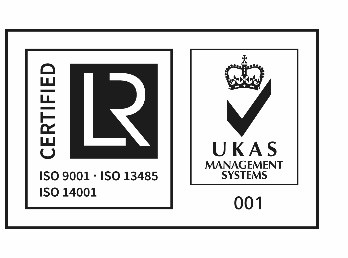 CERTIFIED
LR
ISO 9001 · ISO 13485
ISO 14001
UKAS
MANAGEMENT
SYSTEMS
001